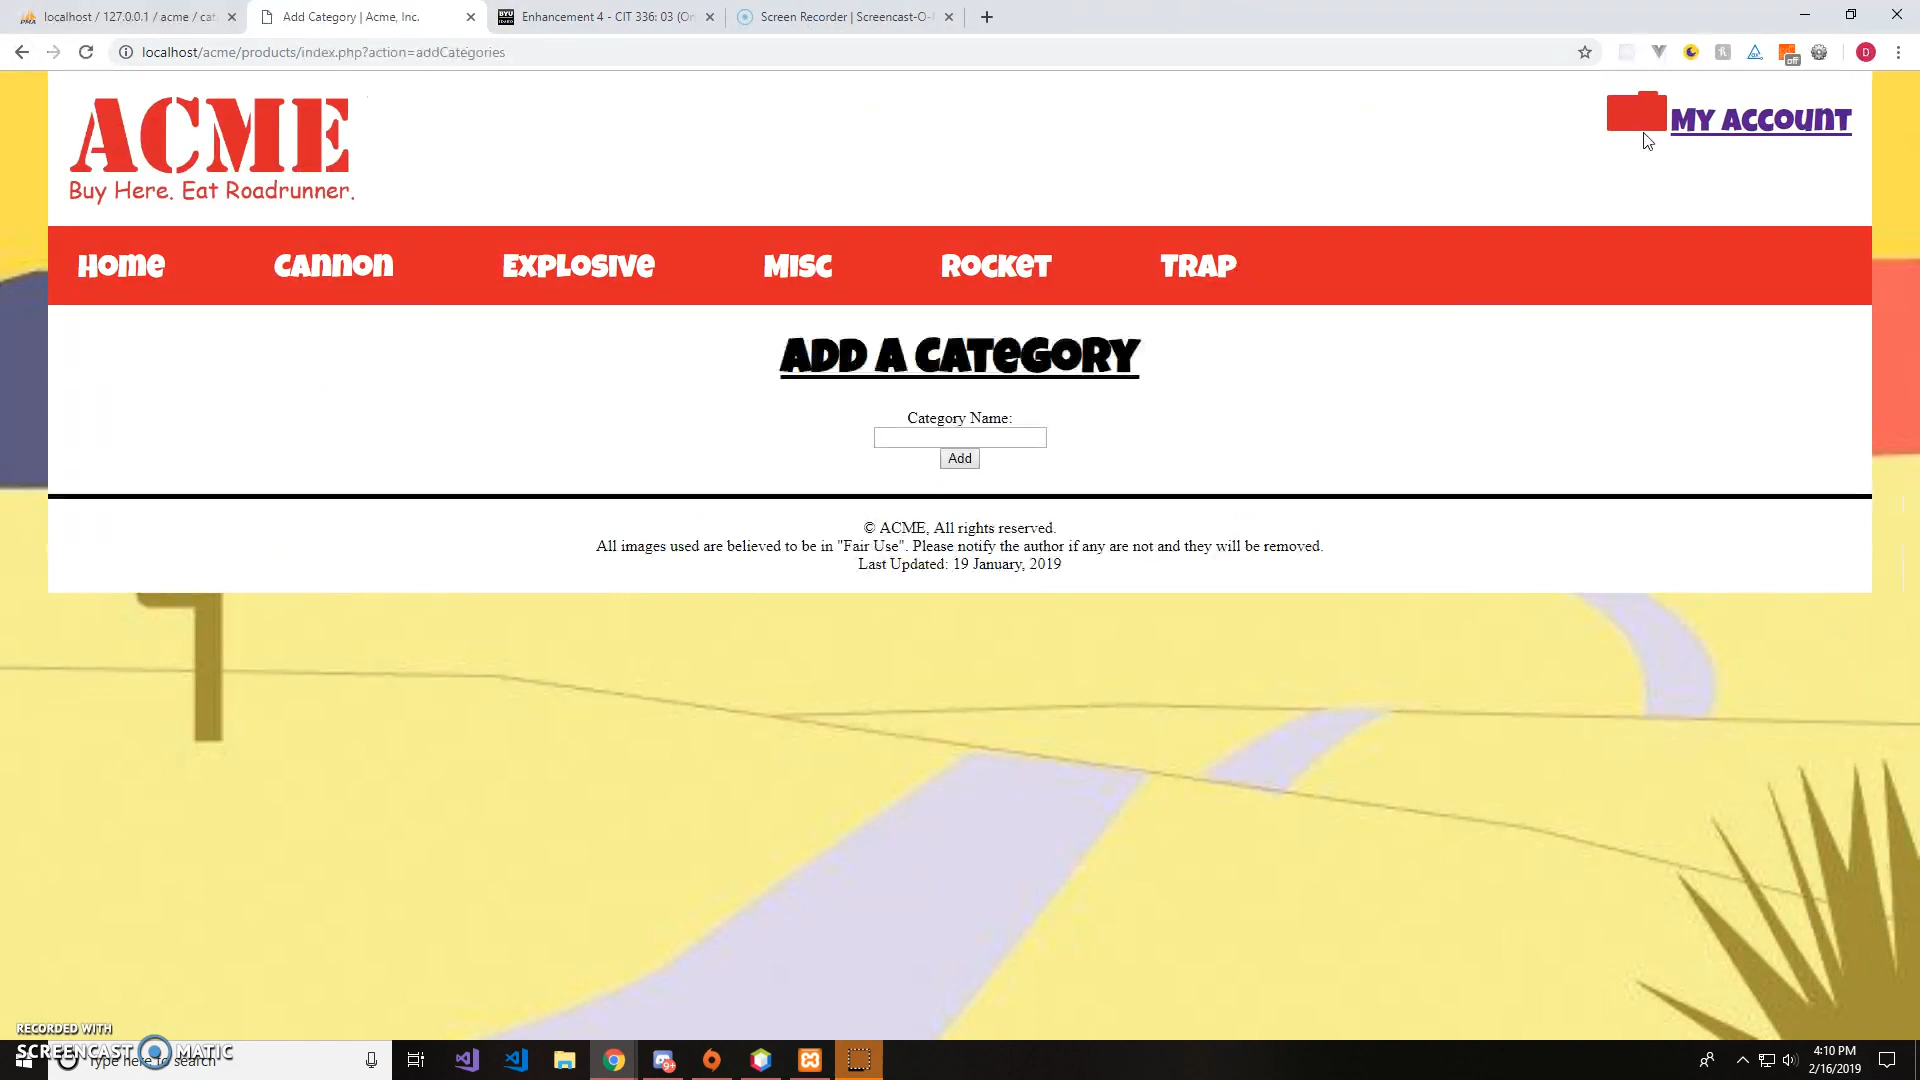 localhost / 127.0.0.1 / acme / cat
Add Category | Acme, Inc.
Enhancement 4 - CIT 336: 03 (On
Screen Recorder | Screencast-O-
localhost/acme/products/index.php?action=addCategories
off
D
ACME
Buy Here. Eat Roadrunner.
My Account
Home
Cannon
Explosive
Misc
Rocket
Trap
Add a Category
Category Name:
Add
© ACME, All rights reserved.
All images used are believed to be in "Fair Use". Please notify the author if any are not and they will be removed.
Last Updated: 19 January, 2019
RECORDED WITH
SCREENCAST MATIC
Type here to search
9+
4:10 PM
2/16/2019